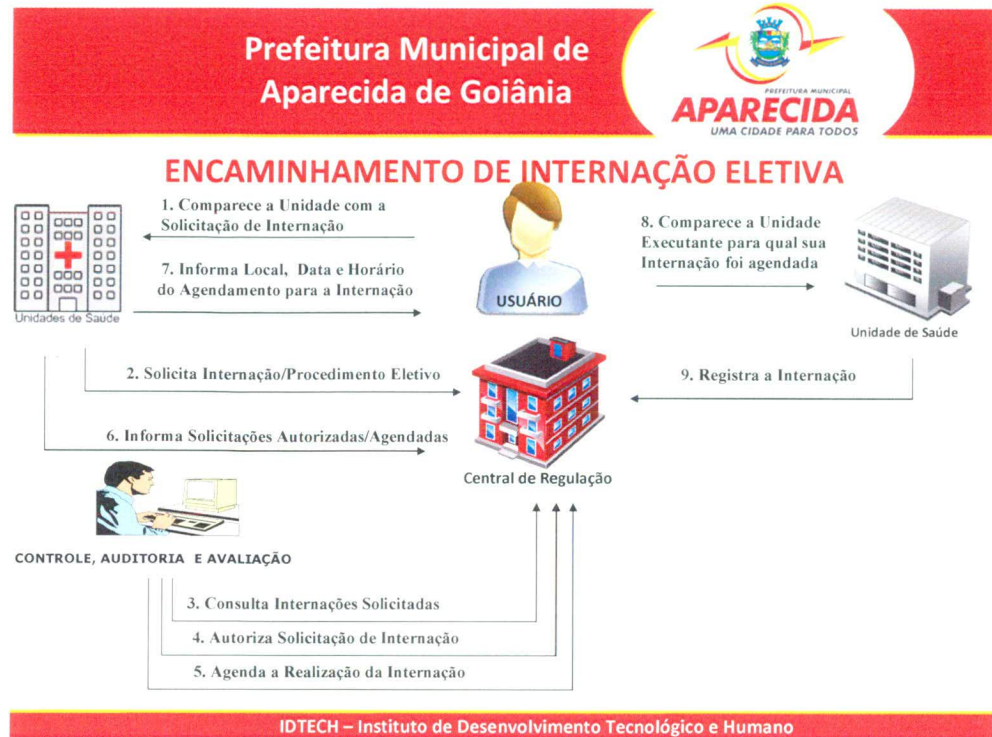 Prefeitura Municipal de
Aparecida de Goiânia
PREFEITURA MUNICIPAL
APARECIDA
UMA CIDADE PARA TODOS
ENCAMINHAMENTO DE INTERNAÇÃO ELETIVA
1. Comparece a Unidade com a
Solicitação de Internação
7. Informa Local, Data e Horário
do Agendamento para a Internação
Unidades de Saúde
USUÁRIO
8. Comparece a Unidade
Executante para qual sua
Internação foi agendada
Unidade de Saúde
2. Solicita Internação/Procedimento Eletivo
9. Registra a Internação
6. Informa Solicitações Autorizadas/Agendadas
Central de Regulação
CONTROLE, AUDITORIA E AVALIAÇÃO
3. Consulta Internações Solicitadas
4. Autoriza Solicitação de Internação
5. Agenda a Realização da Internação
IDTECH – Instituto de Desenvolvimento Tecnológico e Humano